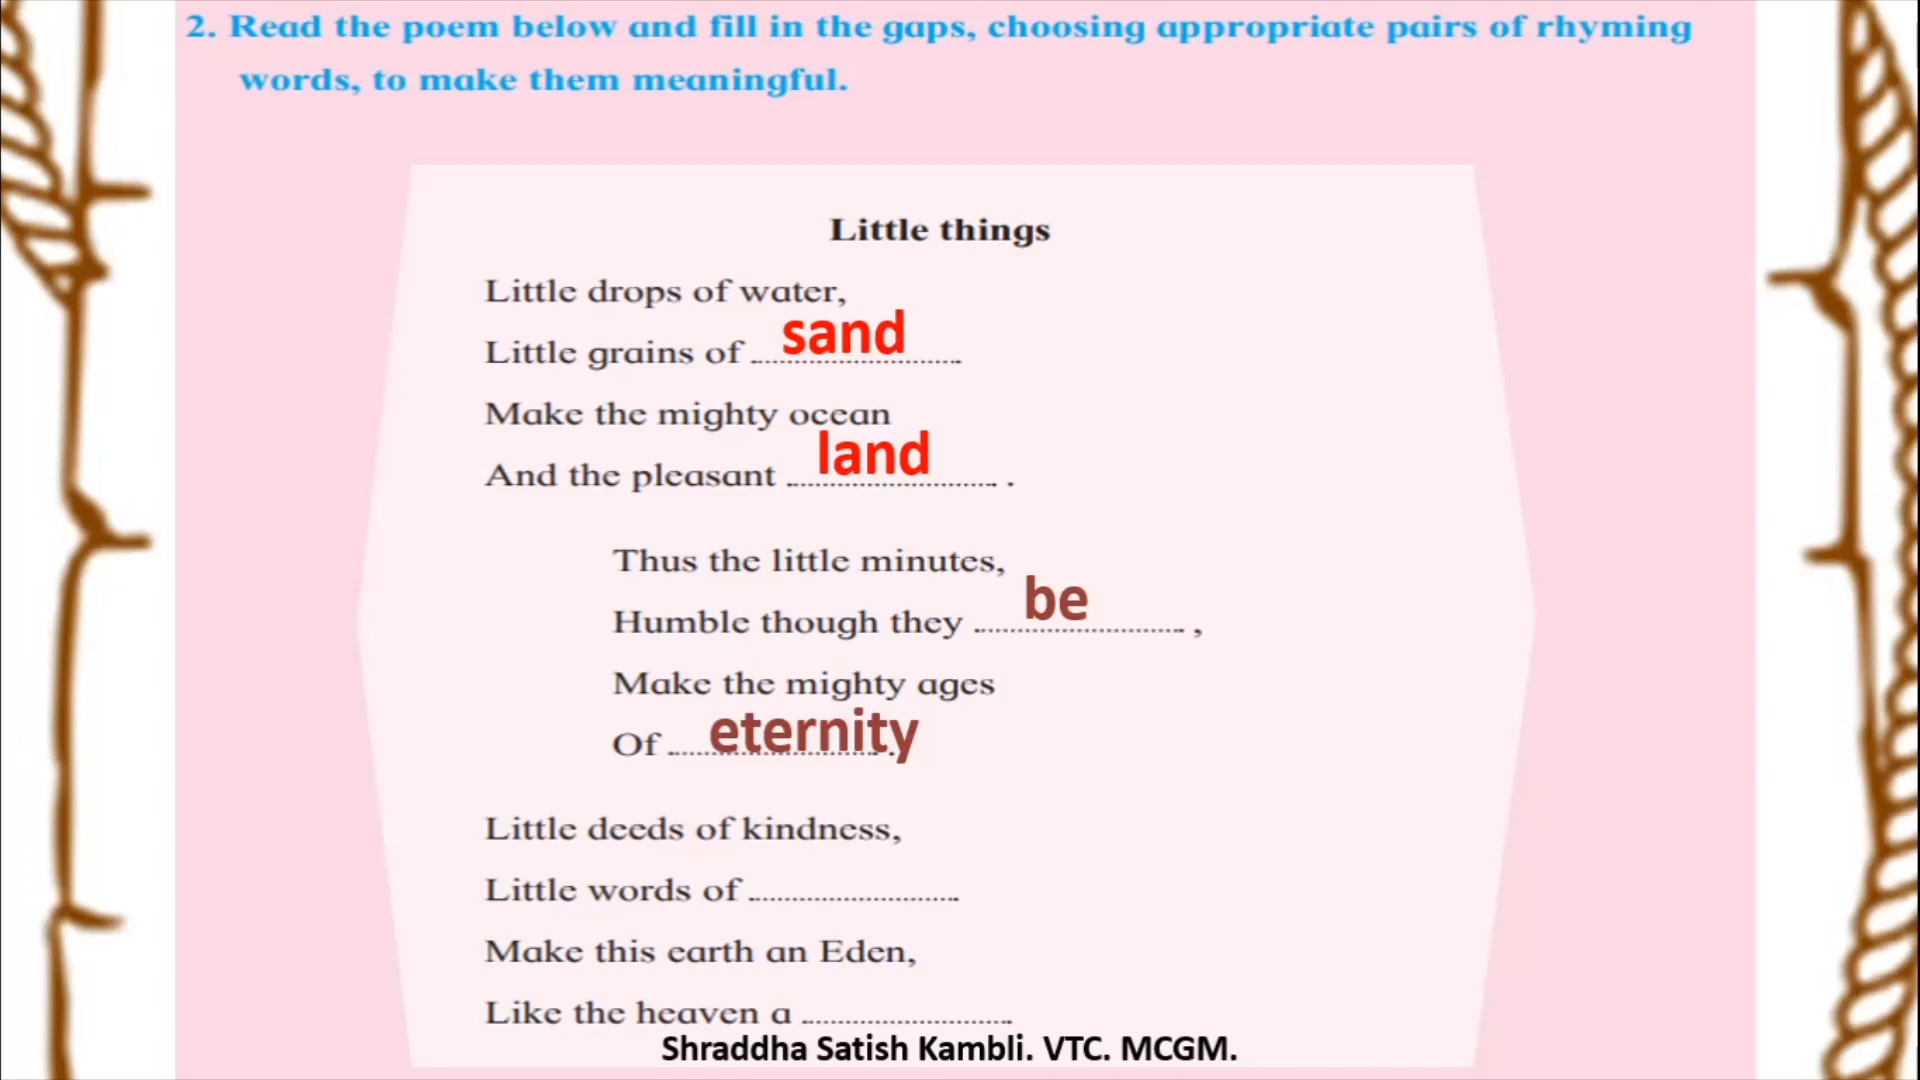 2. Read the poem below and fill in the gaps, choosing appropriate pairs of rhyming
words, to make them meaningful.
Little things
Little drops of water,
Little grains of sand
Make the mighty ocean
And the pleasant land .
Thus the little minutes,
Humble though they be ,
Make the mighty ages
Of eternity .
Little deeds of kindness,
Little words of ........................
Make this earth an Eden,
Like the heaven a ........................
Shraddha Satish Kambli. VTC. MCGM.